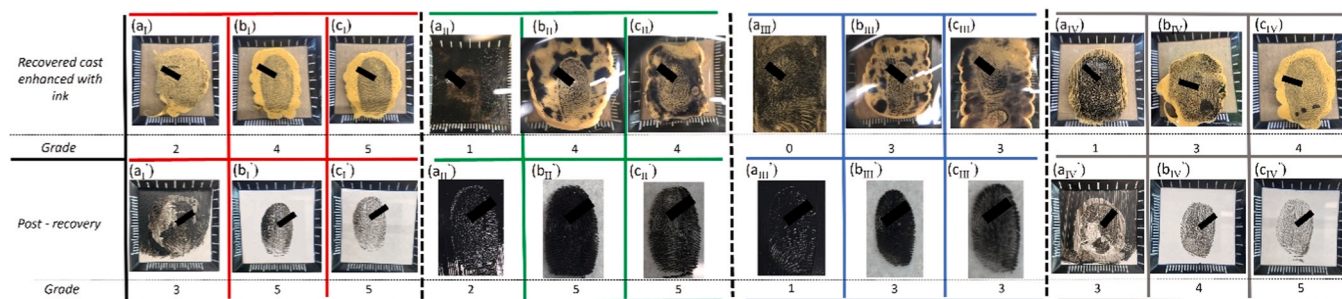 (aI) (bI) (cI) (aII) (bII) (cII) (aIII) (bIII) (cIII) (aIV) (bIV) (cIV)
Recovered cast
enhanced with
ink
Grade 2 4 5 1 4 4 0 3 3 1 3 4
(aI') (bI') (cI') (aII') (bII') (cII') (aIII') (bIII') (cIII') (aIV') (bIV') (cIV')
Post - recovery
Grade 3 5 5 2 5 5 1 3 3 3 4 5